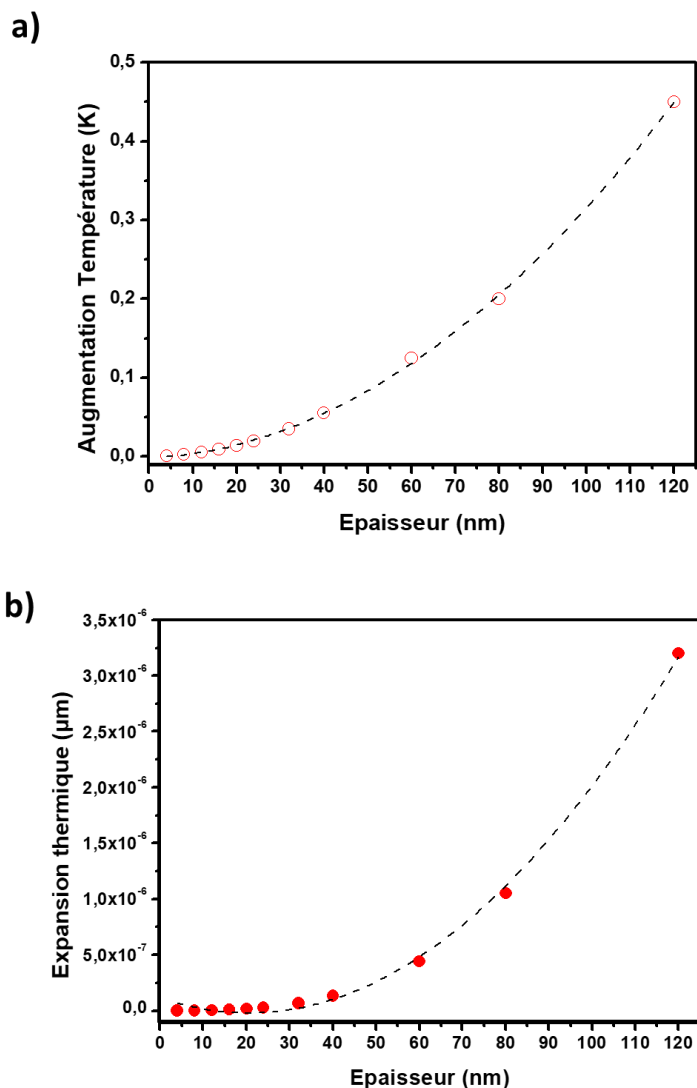 a)
Augmentation Température (K)
0,5
0,4
0,3
0,2
0,1
0,0
0 10 20 30 40 50 60 70 80 90 100 110 120
Epaisseur (nm)
b)
Expansion thermique (µm)
3,5x10⁻⁶
3,0x10⁻⁶
2,5x10⁻⁶
2,0x10⁻⁶
1,5x10⁻⁶
1,0x10⁻⁶
5,0x10⁻⁷
0,0
0 10 20 30 40 50 60 70 80 90 100 110 120
Epaisseur (nm)